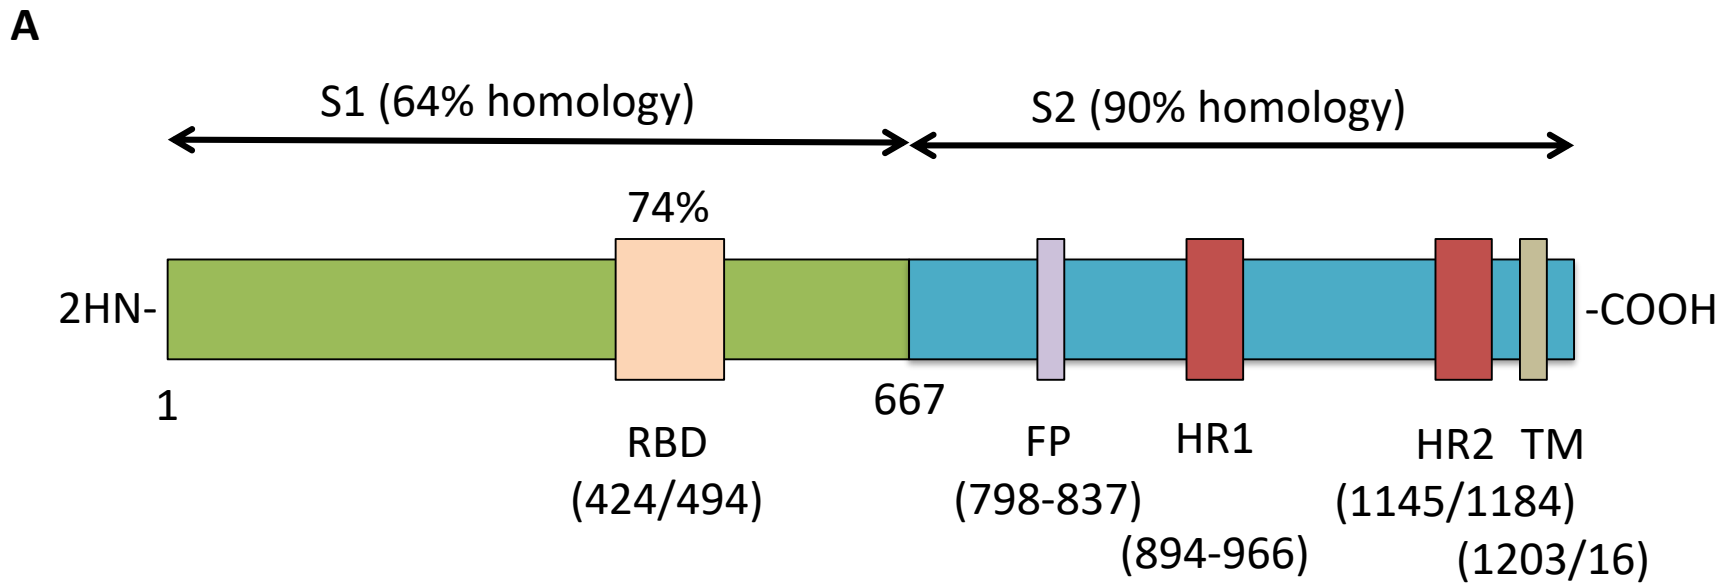 A
S1 (64% homology)
S2 (90% homology)
74%
2HN-
-COOH
1
667
RBD
(424/494)
FP
(798-837)
HR1
(894-966)
HR2
(1145/1184)
TM
(1203/16)